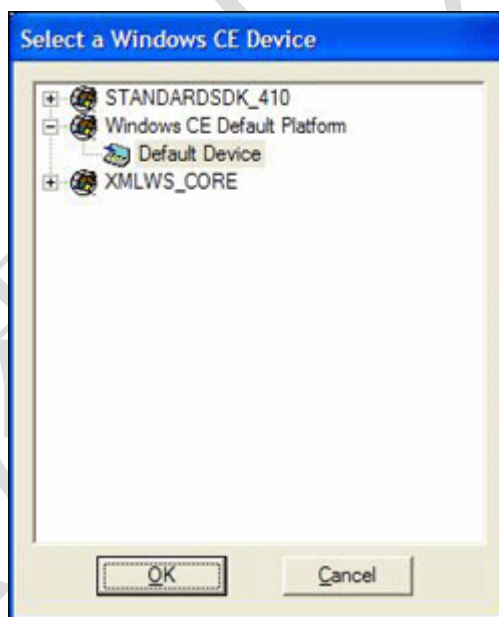 Select a Windows CE Device
STANDARDSDK_410
Windows CE Default Platform
Default Device
XMLWS_CORE
OK
Cancel